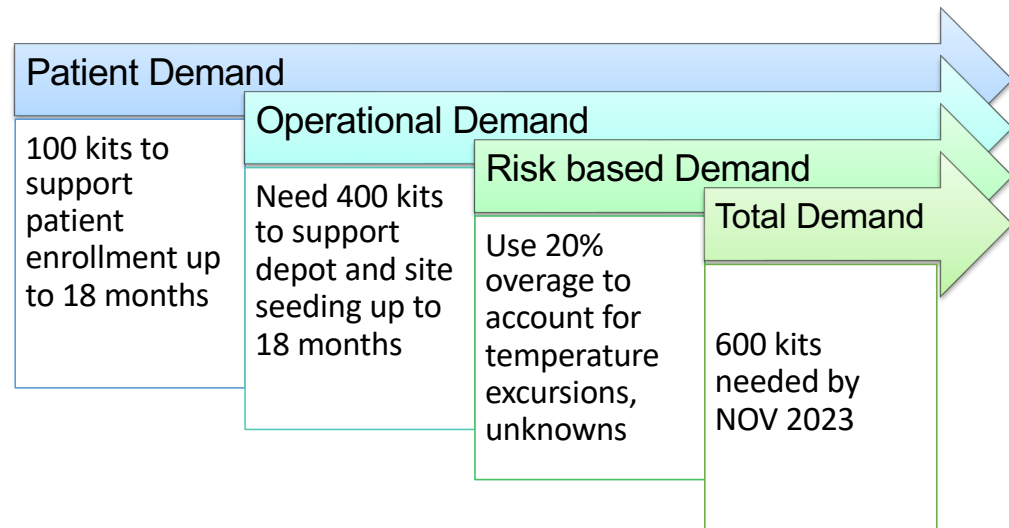 Patient Demand
100 kits to
support
patient
enrollment up
to 18 months
Operational Demand
Need 400 kits
to support
depot and site
seeding up to
18 months
Risk based Demand
Use 20%
overage to
account for
temperature
excursions,
unknowns
Total Demand
600 kits
needed by
NOV 2023